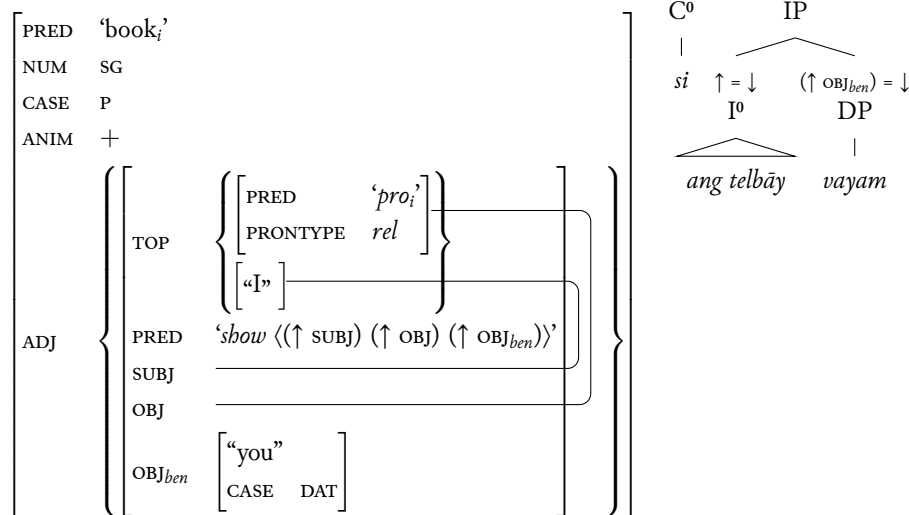 PRED ‘bookᵢ’
NUM SG
CASE P
ANIM +
ADJ
TOP
PRED ‘proᵢ’
PRONTYPE rel
“I”
PRED ‘show ⟨(↑ SUBJ) (↑ OBJ) (↑ OBJ_ben)⟩’
SUBJ
OBJ
OBJ_ben
“you”
CASE DAT
C⁰ IP
si ↑ = ↓ (↑ OBJ_ben) = ↓
I⁰ DP
ang telbāy vayam